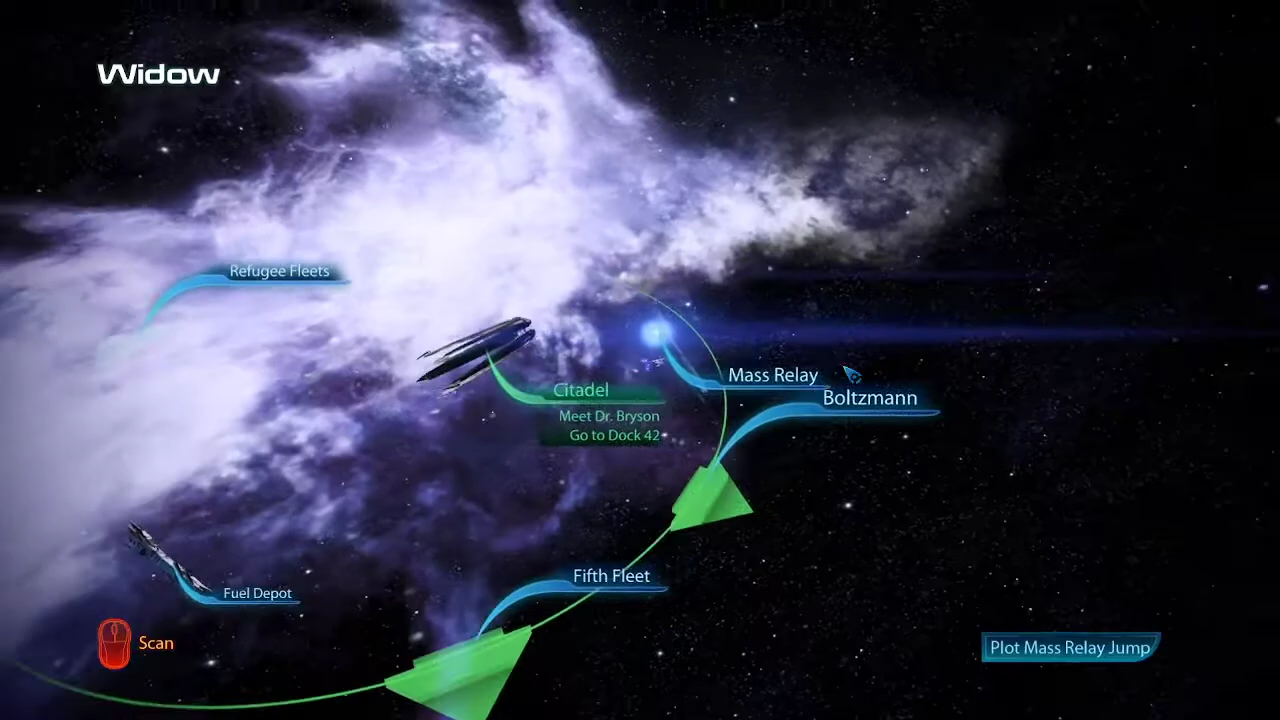 Widow
Refugee Fleets
Mass Relay
Citadel
Boltzmann
Meet Dr. Bryson
Go to Dock 42
Fifth Fleet
Fuel Depot
Scan
Plot Mass Relay Jump